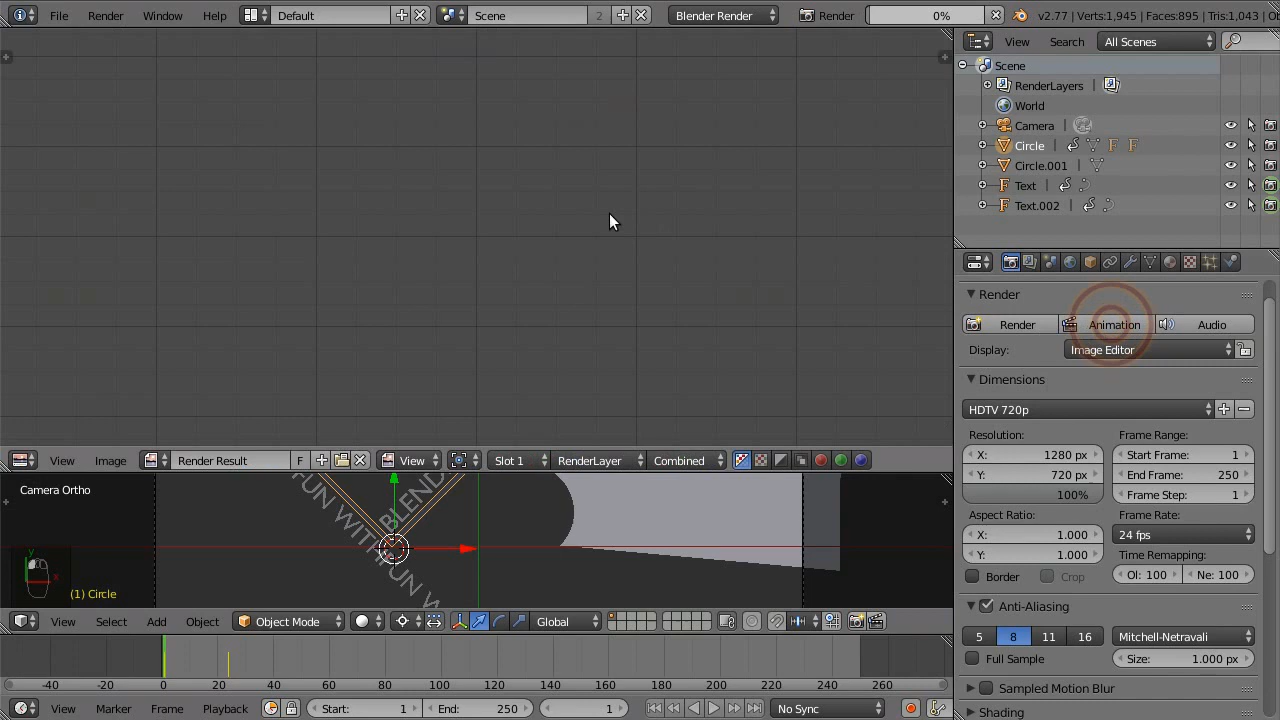 File Render Window Help Default Scene 2 Blender Render Render 0% v2.77 | Verts:1,945 | Faces:895 | Tris:1,043 | O
View Search All Scenes
Scene
RenderLayers
World
Camera
Circle
Circle.001
Text
Text.002
Render
Render Animation Audio
Display: Image Editor
Dimensions
HDTV 720p
Resolution: Frame Range:
X: 1280 px Start Frame: 1
Y: 720 px End Frame: 250
100% Frame Step: 1
Aspect Ratio: Frame Rate:
X: 1.000 24 fps
Y: 1.000 Time Remapping:
Border Crop Ol: 100 Ne: 100
Anti-Aliasing
5 8 11 16 Mitchell-Netravali
Full Sample Size: 1.000 px
Sampled Motion Blur
Shading
View Image Render Result F View Slot 1 RenderLayer Combined
Camera Ortho
FUN WITH
BLEND
FUN W
y
x
(1) Circle
View Select Add Object Object Mode Global
-40 -20 0 20 40 60 80 100 120 140 160 180 200 220 240 260
View Marker Frame Playback Start: 1 End: 250 1 No Sync